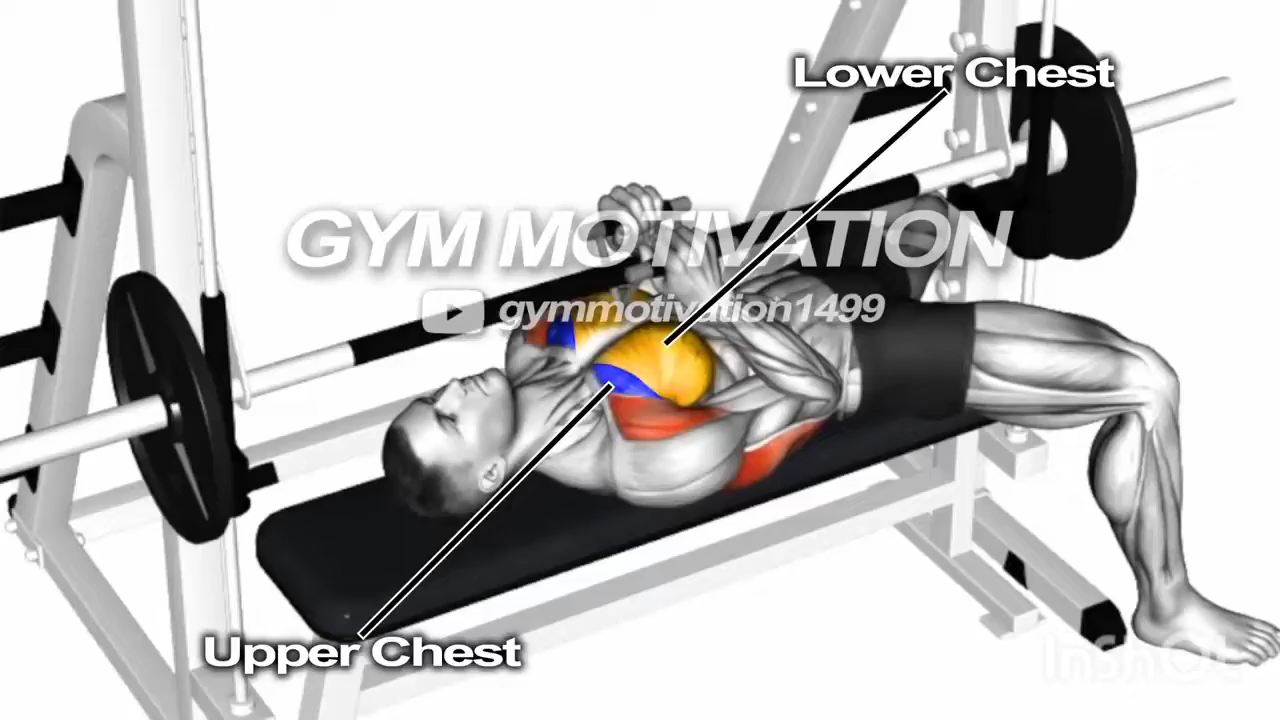 Lower Chest
GYM MOTIVATION
gymmotivation1499
Upper Chest
InShOt